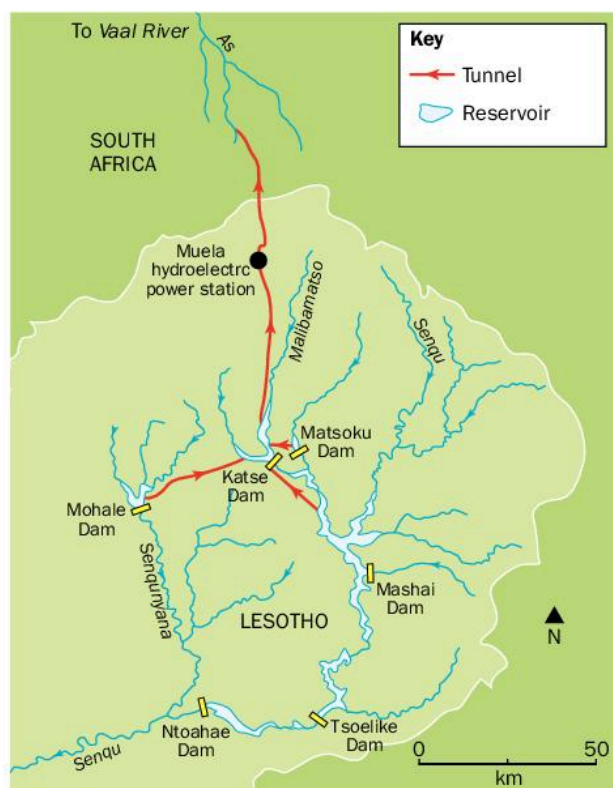 To Vaal River
As
Key
Tunnel
Reservoir
SOUTH
AFRICA
Muela
hydroelectrc
power station
Malibamatso
Senqu
Matsoku
Dam
Katse
Dam
Mohale
Dam
Senqunyana
Mashai
Dam
LESOTHO
N
Ntoahae
Dam
Tsoelike
Dam
Senqu
0
50
km